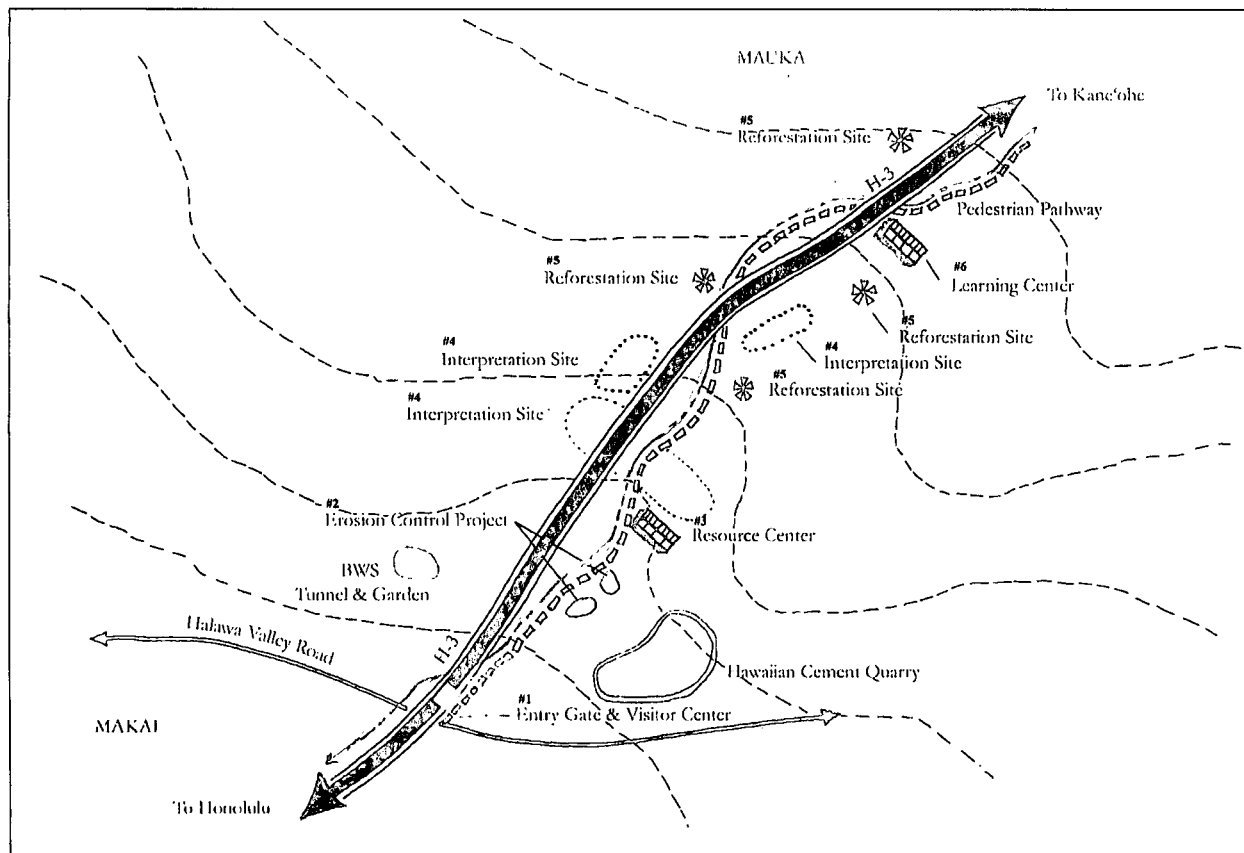 MAUKA
To Kane'ohe
#5
Reforestation Site
H-3
Pedestrian Pathway
#5
Reforestation Site
#6
Learning Center
#5
Reforestation Site
#4
Interpretation Site
#4
Interpretation Site
#5
Reforestation Site
#4
Interpretation Site
#2
Erosion Control Project
#3
Resource Center
BWS
Tunnel & Garden
Halawa Valley Road
H-3
Hawaiian Cement Quarry
#1
Entry Gate & Visitor Center
MAKAI
To Honolulu